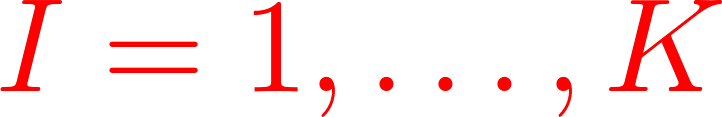 I = 1, . . . , K